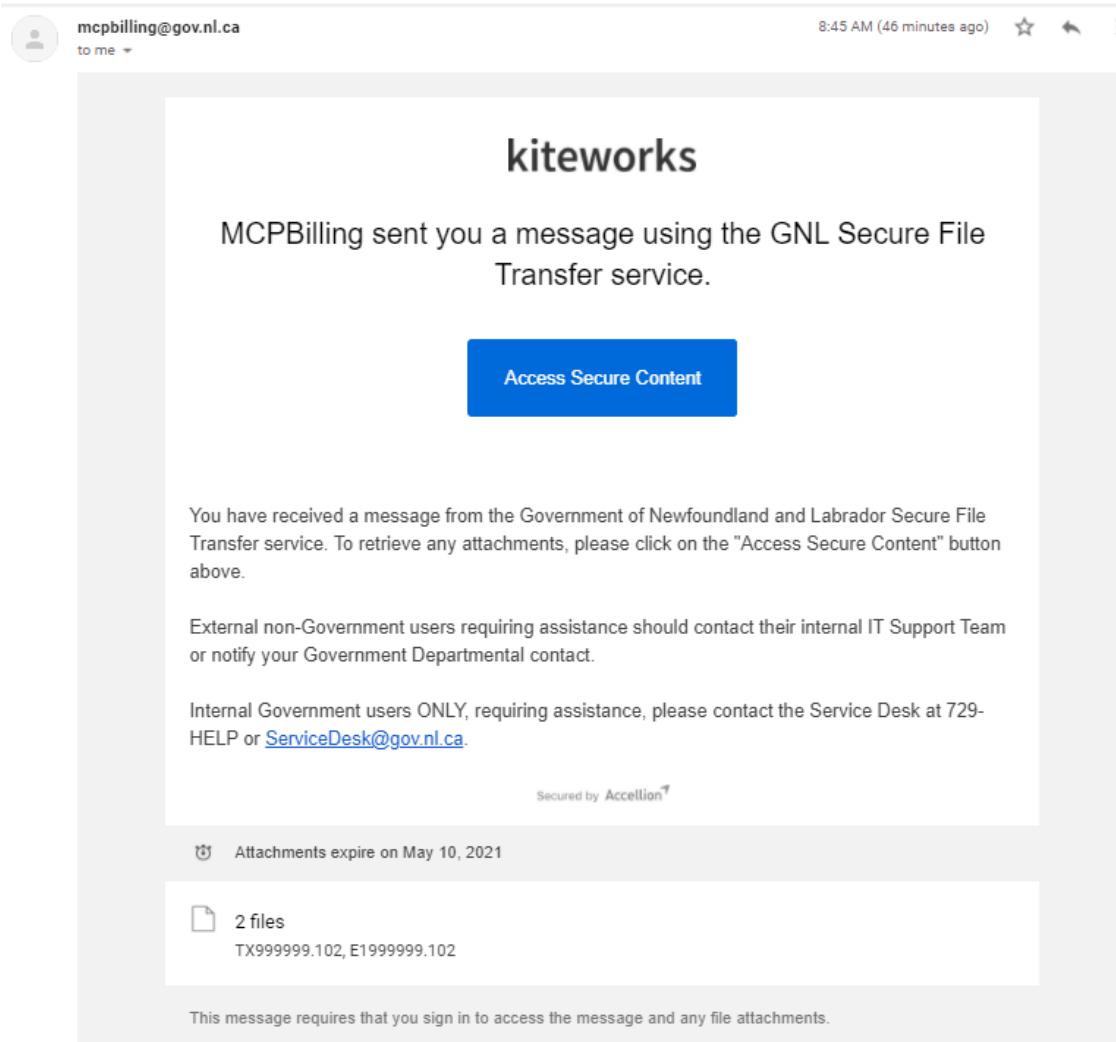 mcpbilling@gov.nl.ca
8:45 AM (46 minutes ago)
to me
kiteworks
MCPBilling sent you a message using the GNL Secure File
Transfer service.
Access Secure Content
You have received a message from the Government of Newfoundland and Labrador Secure File
Transfer service. To retrieve any attachments, please click on the "Access Secure Content" button
above.
External non-Government users requiring assistance should contact their internal IT Support Team
or notify your Government Departmental contact.
Internal Government users ONLY, requiring assistance, please contact the Service Desk at 729-
HELP or ServiceDesk@gov.nl.ca.
Secured by Accellion
Attachments expire on May 10, 2021
2 files
TX999999.102, E1999999.102
This message requires that you sign in to access the message and any file attachments.